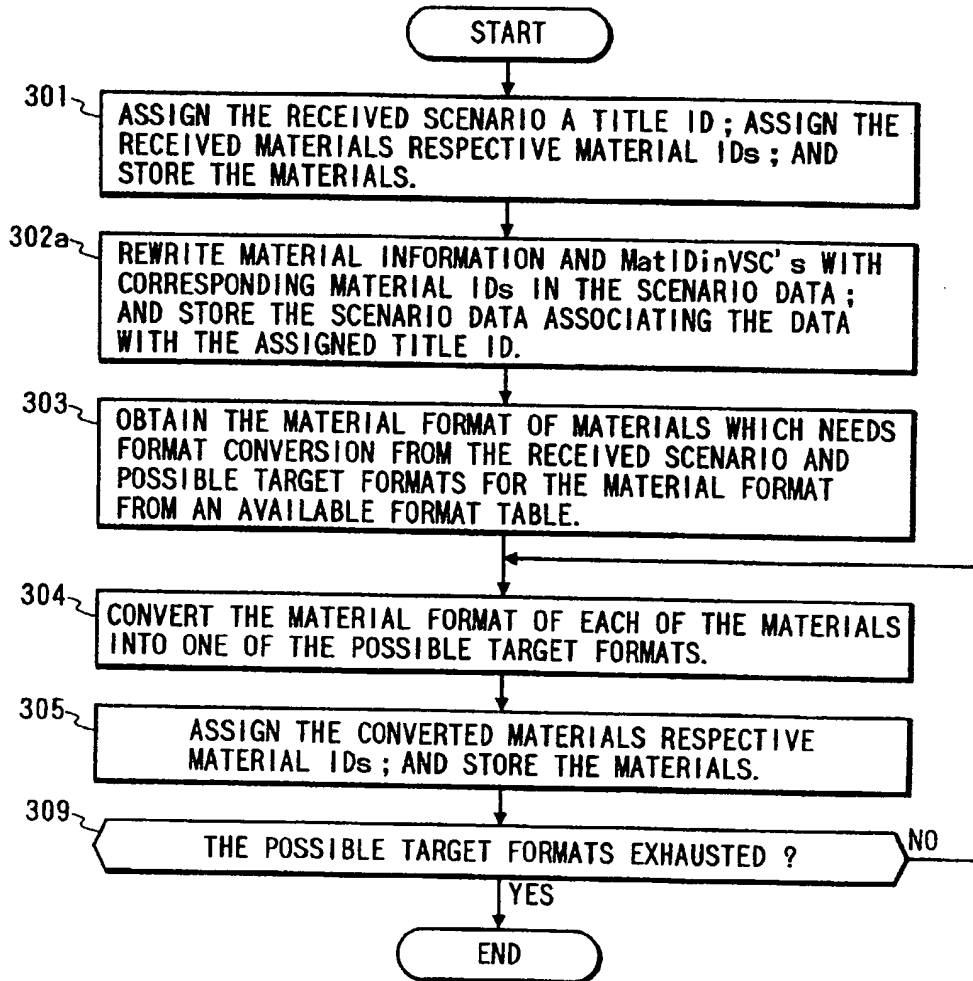 START
301
ASSIGN THE RECEIVED SCENARIO A TITLE ID; ASSIGN THE
RECEIVED MATERIALS RESPECTIVE MATERIAL IDs; AND
STORE THE MATERIALS.
302a
REWRITE MATERIAL INFORMATION AND MatIDinVSC's WITH
CORRESPONDING MATERIAL IDs IN THE SCENARIO DATA;
AND STORE THE SCENARIO DATA ASSOCIATING THE DATA
WITH THE ASSIGNED TITLE ID.
303
OBTAIN THE MATERIAL FORMAT OF MATERIALS WHICH NEEDS
FORMAT CONVERSION FROM THE RECEIVED SCENARIO AND
POSSIBLE TARGET FORMATS FOR THE MATERIAL FORMAT
FROM AN AVAILABLE FORMAT TABLE.
304
CONVERT THE MATERIAL FORMAT OF EACH OF THE MATERIALS
INTO ONE OF THE POSSIBLE TARGET FORMATS.
305
ASSIGN THE CONVERTED MATERIALS RESPECTIVE
MATERIAL IDs; AND STORE THE MATERIALS.
309
THE POSSIBLE TARGET FORMATS EXHAUSTED ?
NO
YES
END